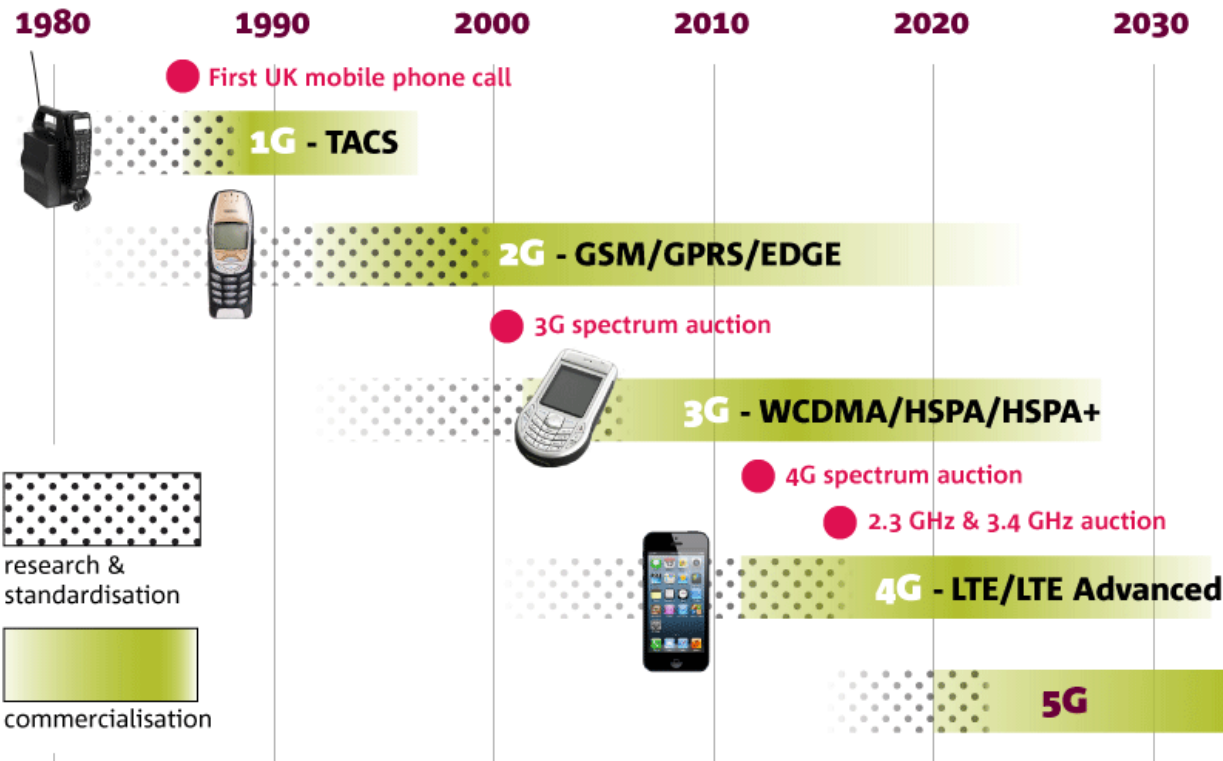 1980 1990 2000 2010 2020 2030
First UK mobile phone call
1G - TACS
2G - GSM/GPRS/EDGE
3G spectrum auction
3G - WCDMA/HSPA/HSPA+
4G spectrum auction
2.3 GHz & 3.4 GHz auction
research &
standardisation
4G - LTE/LTE Advanced
5G
commercialisation